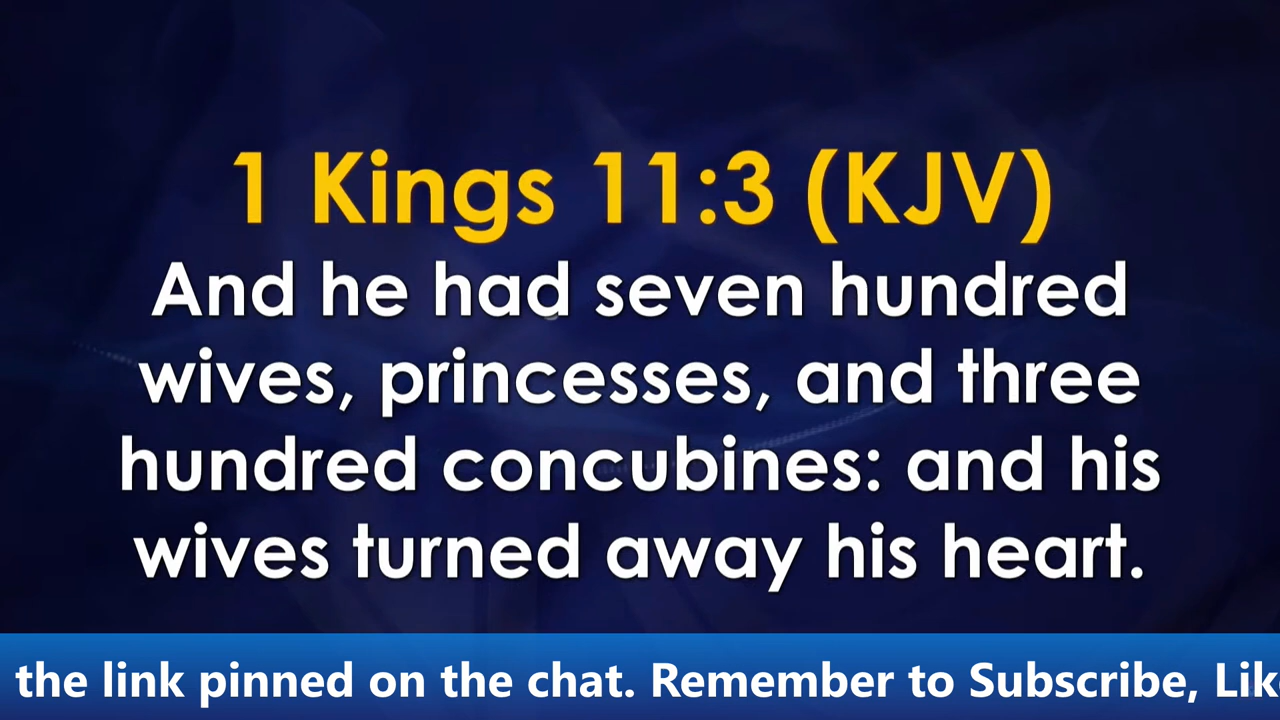 1 Kings 11:3 (KJV)
And he had seven hundred
wives, princesses, and three
hundred concubines: and his
wives turned away his heart.
the link pinned on the chat. Remember to Subscribe, Lik